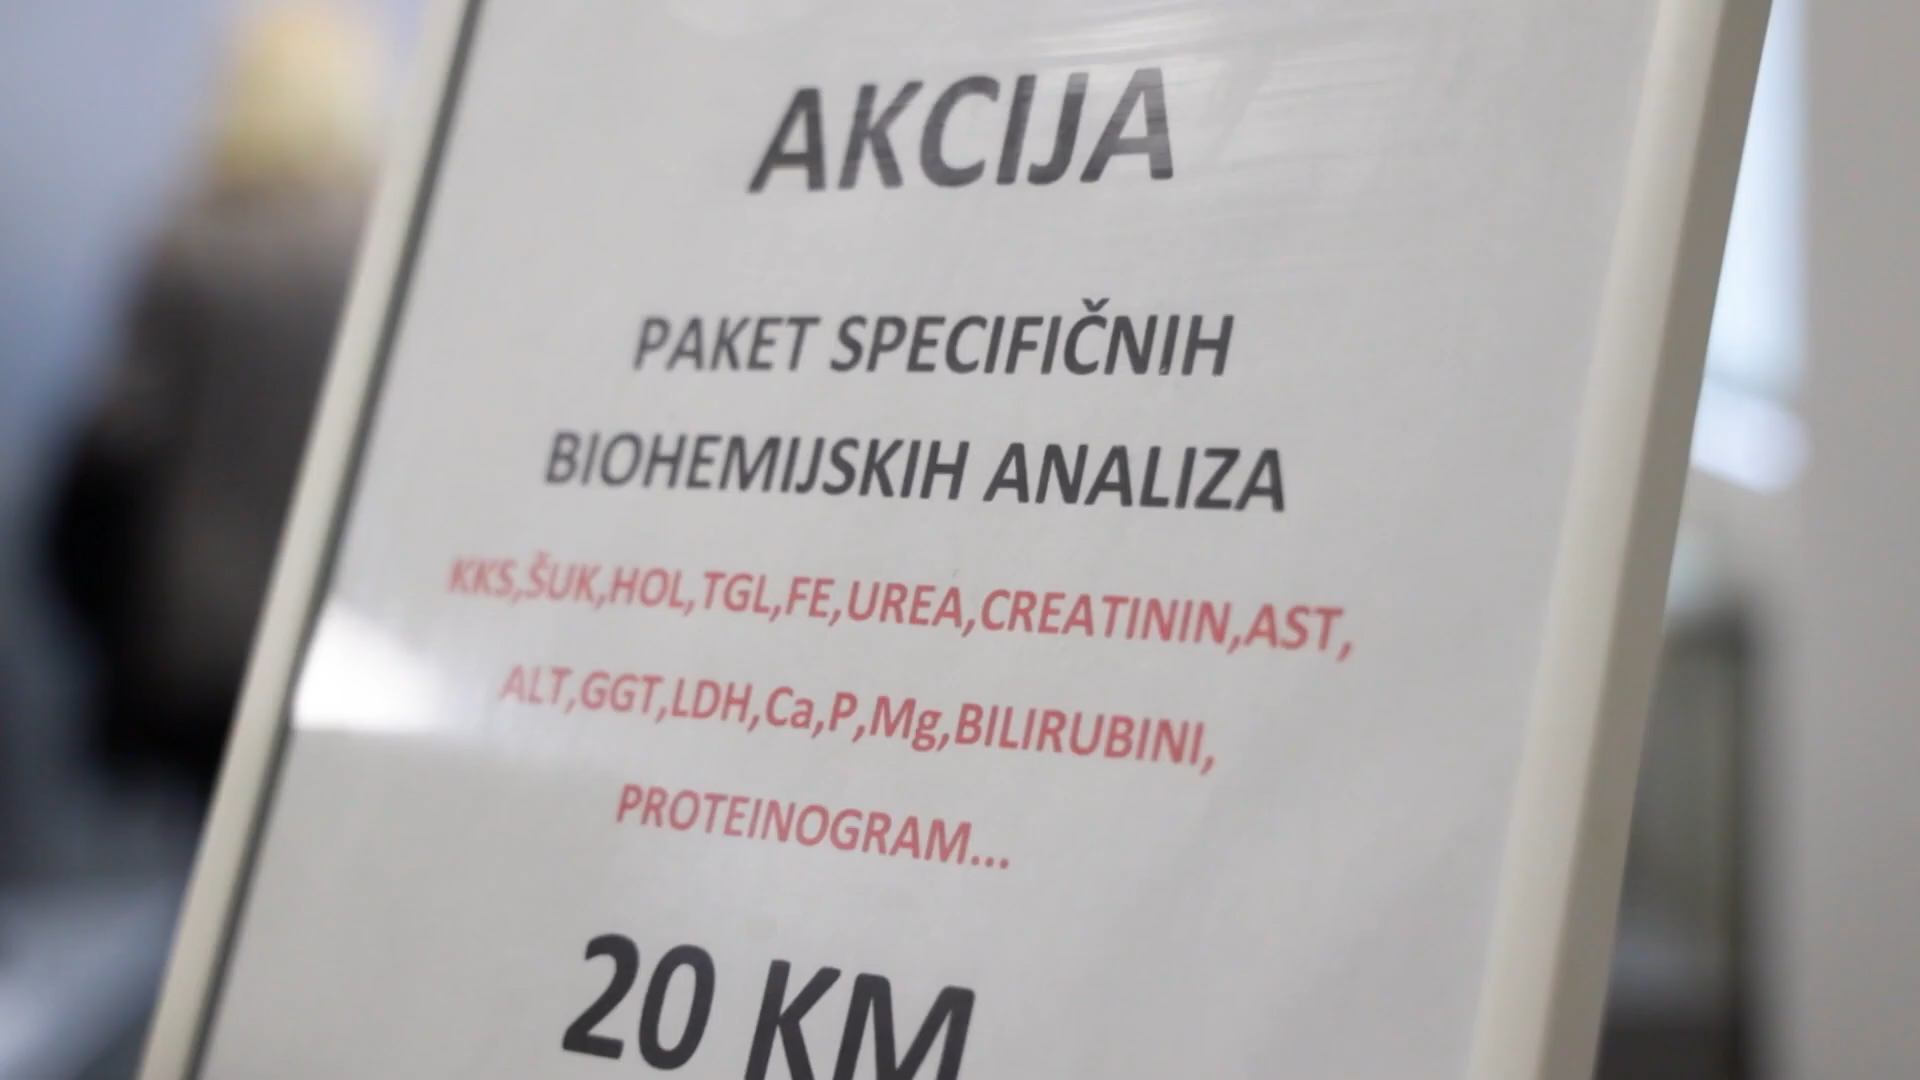 AKCIJA
PAKET SPECIFIČNIH
BIOHEMIJSKIH ANALIZA
KKS,ŠUK,HOL,TGL,FE,UREA,CREATININ,AST,
ALT,GGT,LDH,Ca,P,Mg,BILIRUBINI,
PROTEINOGRAM...
20 KM